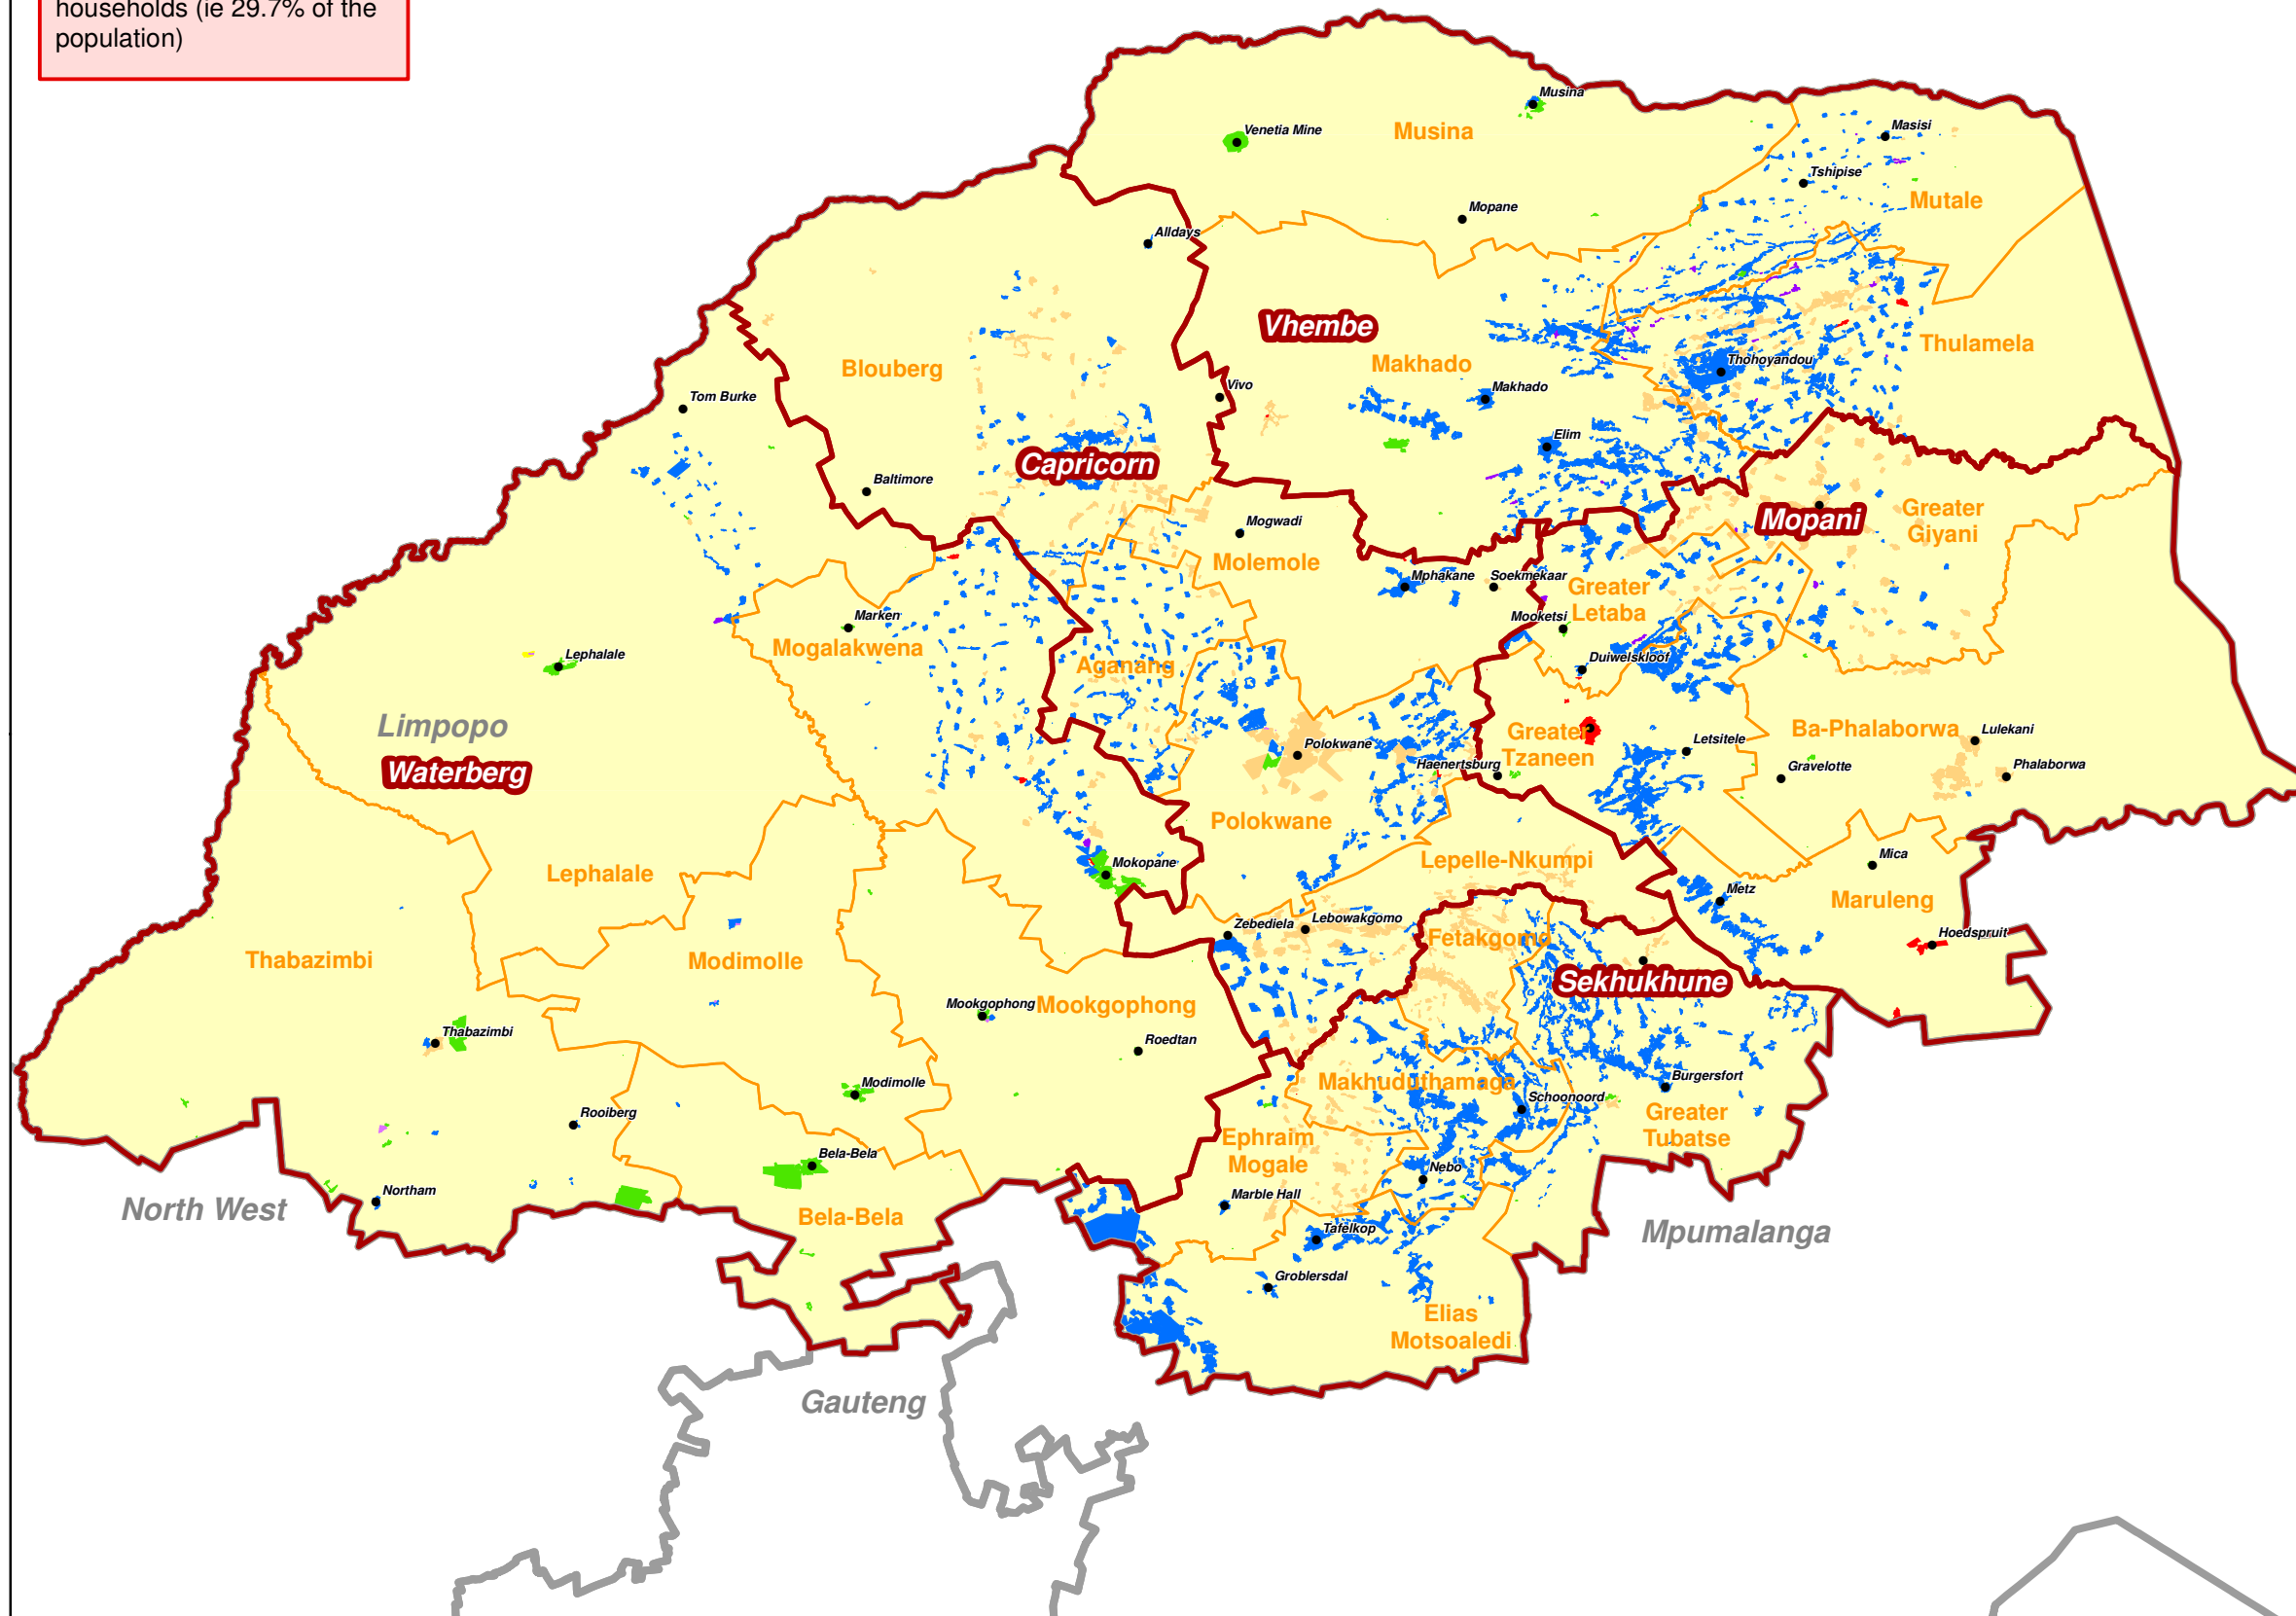 households (ie 29.7% of the
population)
Musina
Venetia Mine
Musina
Masisi
Tshipise
Mutale
Mopane
Alldays
Vhembe
Thulamela
Blouberg
Makhado
Thohoyandou
Vivo
Makhado
Tom Burke
Elim
Capricorn
Baltimore
Mogwadi
Mopani
Greater
Giyani
Molemole
Mphakane
Soekmekaar
Greater
Letaba
Marken
Mooketsi
Mogalakwena
Lephalale
Aganang
Duiwelskloof
Limpopo
Waterberg
Greater
Tzaneen
Ba-Phalaborwa
Lulekani
Polokwane
Letsitele
Haenertsburg
Gravelotte
Phalaborwa
Polokwane
Lephalale
Mokopane
Lepelle-Nkumpi
Mica
Metz
Maruleng
Zebediela
Lebowakgomo
Fetakgomo
Hoedspruit
Thabazimbi
Modimolle
Sekhukhune
Mookgophong
Mookgophong
Thabazimbi
Roedtan
Modimolle
Makhuduthamaga
Burgersfort
Rooiberg
Schoonoord
Greater
Tubatse
Ephraim
Mogale
Bela-Bela
Nebo
Northam
Marble Hall
North West
Bela-Bela
Tafelkop
Mpumalanga
Groblersdal
Elias
Motsoaledi
Gauteng